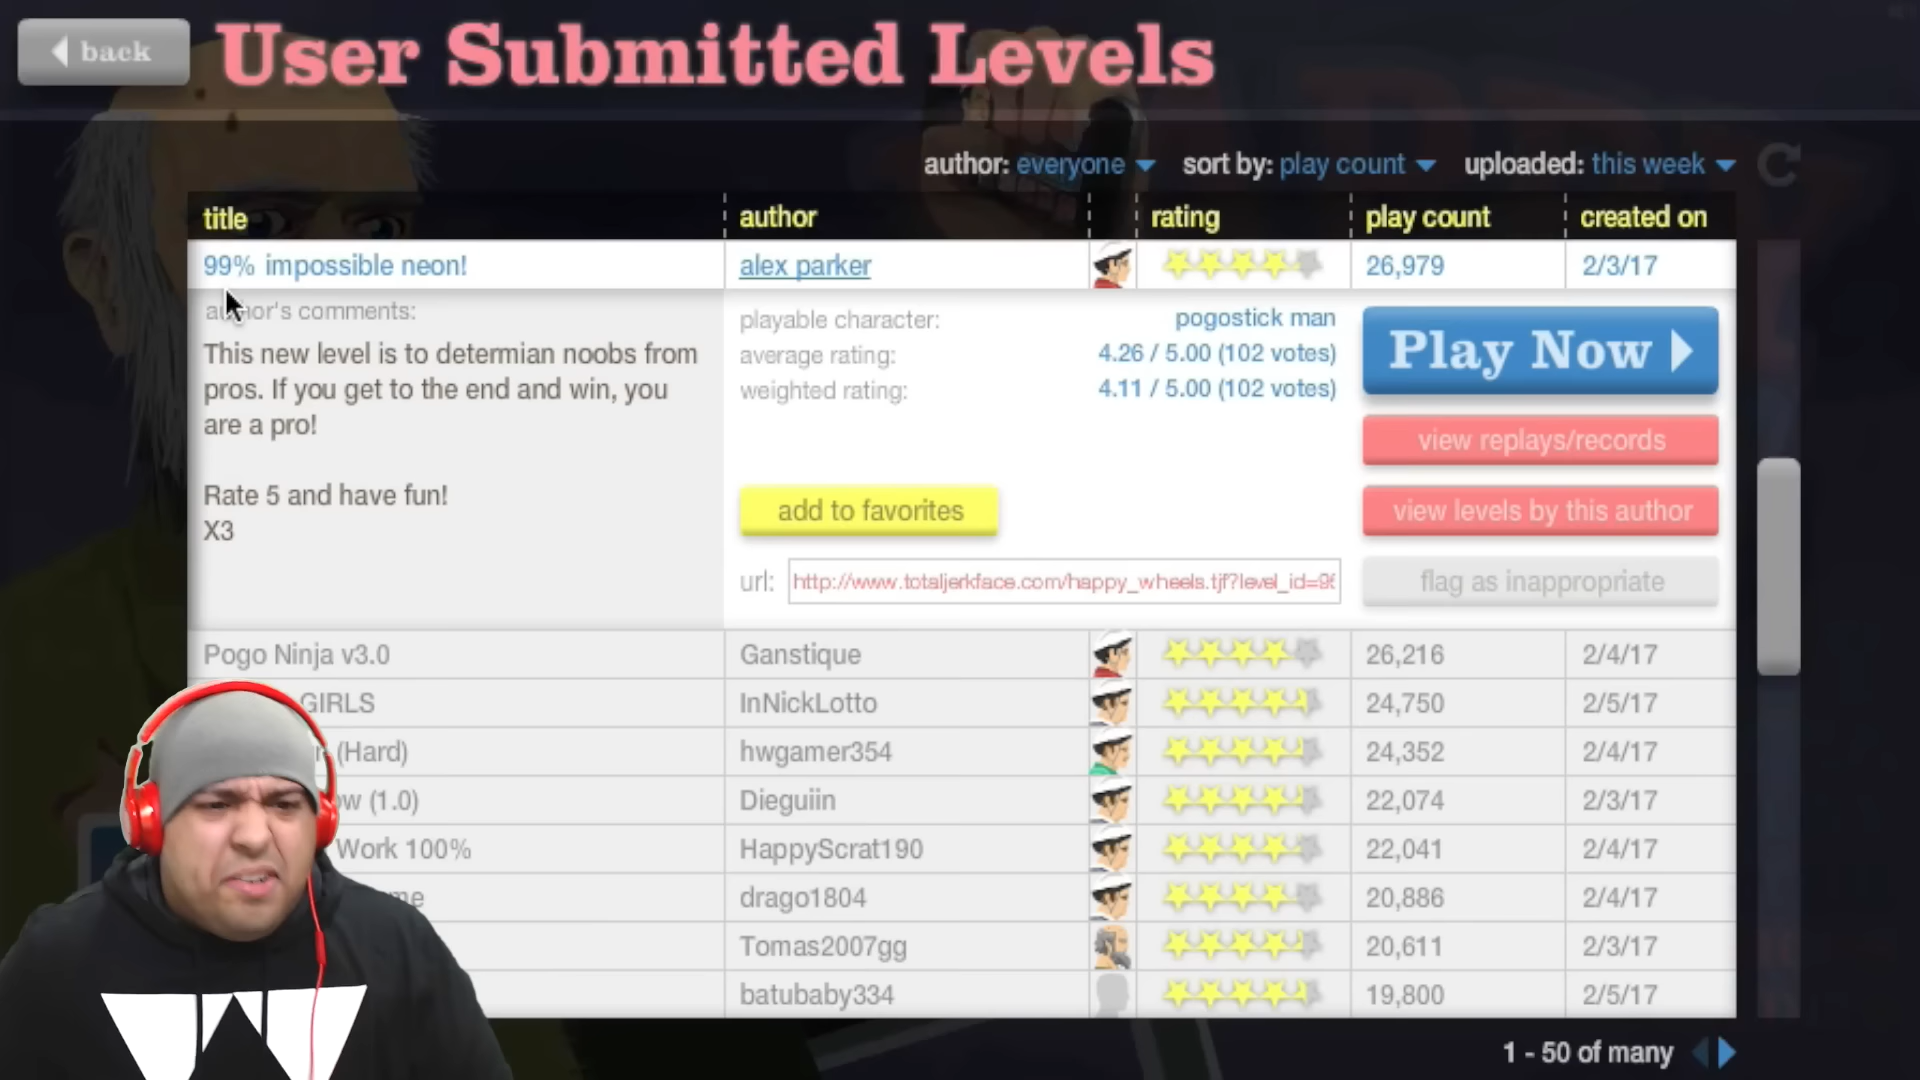 back
User Submitted Levels
author: everyone sort by: play count uploaded: this week
title author rating play count created on
99% impossible neon! alex parker 26,979 2/3/17
author's comments:
This new level is to determian noobs from
pros. If you get to the end and win, you
are a pro!
Rate 5 and have fun!
X3
playable character: pogostick man
average rating: 4.26 / 5.00 (102 votes)
weighted rating: 4.11 / 5.00 (102 votes)
add to favorites
url: http://www.totaljerkface.com/happy_wheels.tjf?level_id=9
Play Now
view replays/records
view levels by this author
flag as inappropriate
Pogo Ninja v3.0 Ganstique 26,216 2/4/17
GIRLS InNickLotto 24,750 2/5/17
(Hard) hwgamer354 24,352 2/4/17
(1.0) Dieguiin 22,074 2/3/17
Work 100% HappyScrat190 22,041 2/4/17
drago1804 20,886 2/4/17
Tomas2007gg 20,611 2/3/17
batubaby334 19,800 2/5/17
1 - 50 of many